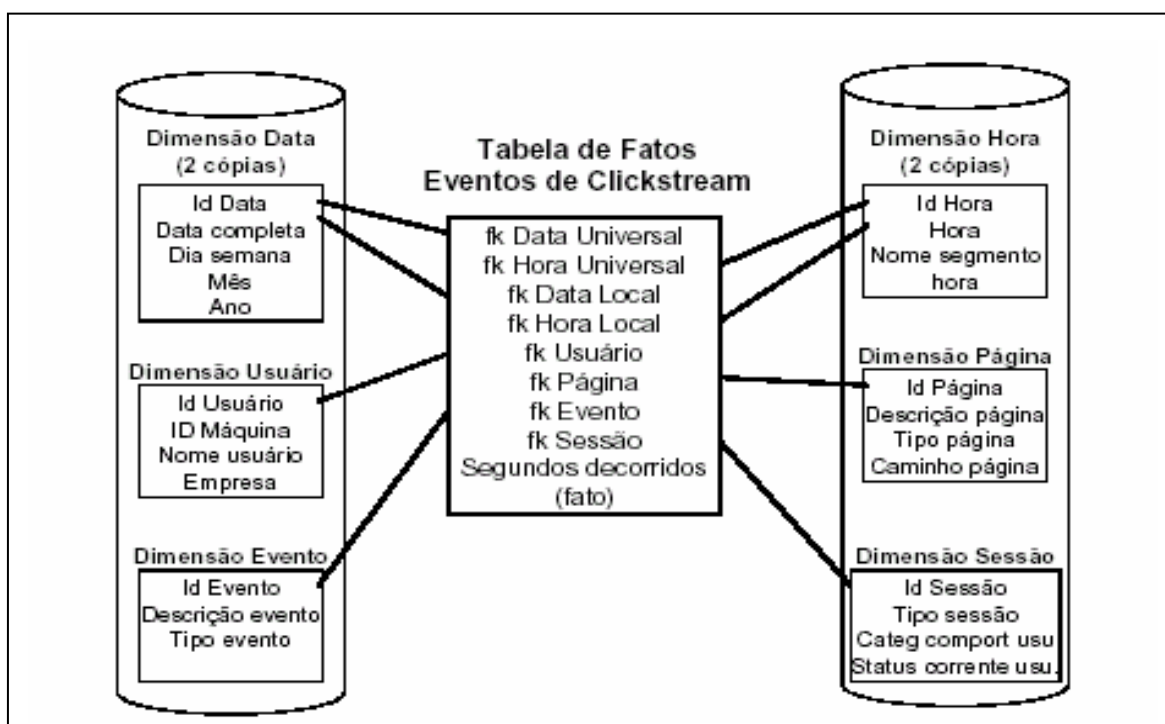 Dimensão Data
(2 cópias)
Id Data
Data completa
Dia semana
Mês
Ano
Dimensão Usuário
Id Usuário
ID Máquina
Nome usuário
Empresa
Dimensão Evento
Id Evento
Descrição evento
Tipo evento
Tabela de Fatos
Eventos de Clickstream
fk Data Universal
fk Hora Universal
fk Data Local
fk Hora Local
fk Usuário
fk Página
fk Evento
fk Sessão
Segundos decorridos
(fato)
Dimensão Hora
(2 cópias)
Id Hora
Hora
Nome segmento
hora
Dimensão Página
Id Página
Descrição página
Tipo página
Caminho página
Dimensão Sessão
Id Sessão
Tipo sessão
Categ comport usu
Status corrente usu.